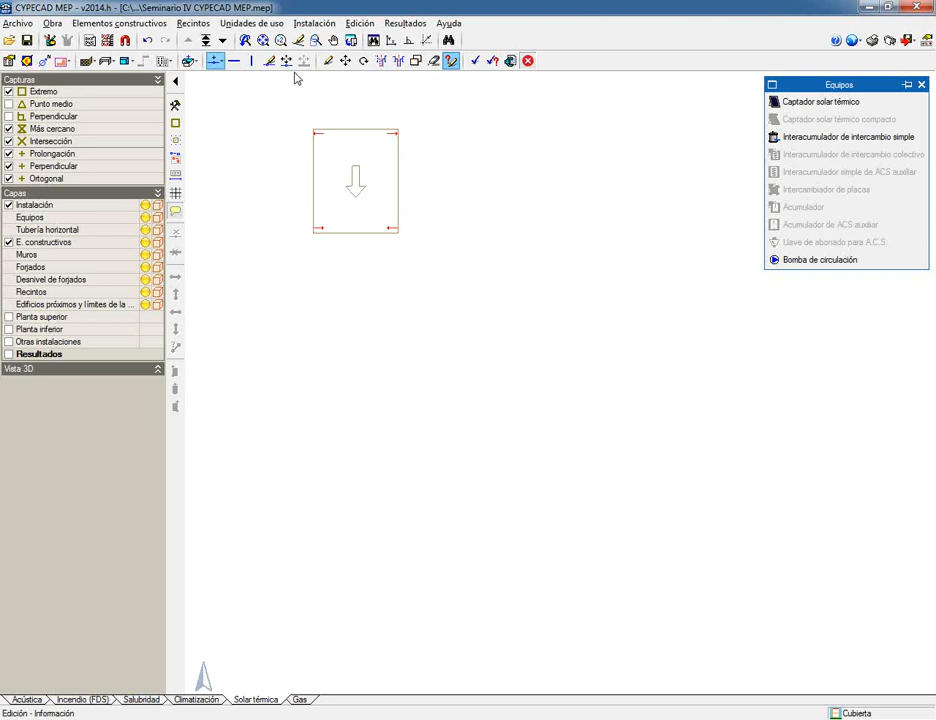 CYPECAD MEP - v2014.h - [C:\...\Seminario IV CYPECAD MEP.mep]
Archivo Obra Elementos constructivos Recintos Unidades de uso Instalación Edición Resultados Ayuda
Capturas
Extremo
Punto medio
Perpendicular
Más cercano
Intersección
Prolongación
Perpendicular
Ortogonal
Capas
Instalación
Equipos
Tubería horizontal
E. constructivos
Muros
Forjados
Desnivel de forjados
Recintos
Edificios próximos y límites de la ...
Planta superior
Planta inferior
Otras instalaciones
Resultados
Vista 3D
Equipos
Captador solar térmico
Captador solar térmico compacto
Interacumulador de intercambio simple
Interacumulador de intercambio colectivo
Interacumulador simple de ACS auxiliar
Intercambiador de placas
Acumulador
Acumulador de ACS auxiliar
Llave de abonado para A.C.S.
Bomba de circulación
Acústica Incendio (FDS) Salubridad Climatización Solar térmica Gas
Edición - Información
Cubierta